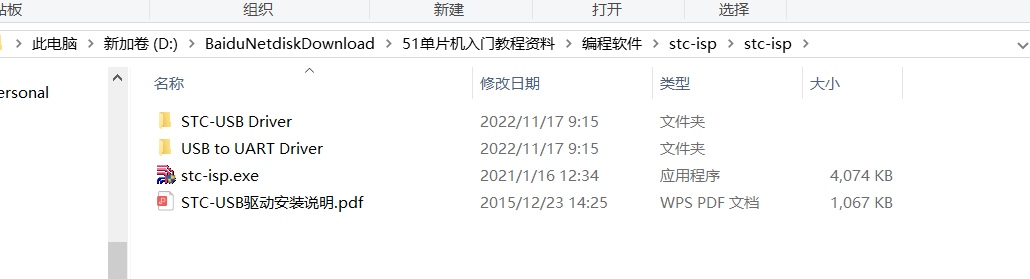 站板 组织 新建 打开 选择
此电脑 新加卷 (D:) BaiduNetdiskDownload 51单片机入门教程资料 编程软件 stc-isp stc-isp
ersonal
名称 修改日期 类型 大小
STC-USB Driver 2022/11/17 9:15 文件夹
USB to UART Driver 2022/11/17 9:15 文件夹
stc-isp.exe 2021/1/16 12:34 应用程序 4,074 KB
STC-USB驱动安装说明.pdf 2015/12/23 14:25 WPS PDF 文档 1,067 KB